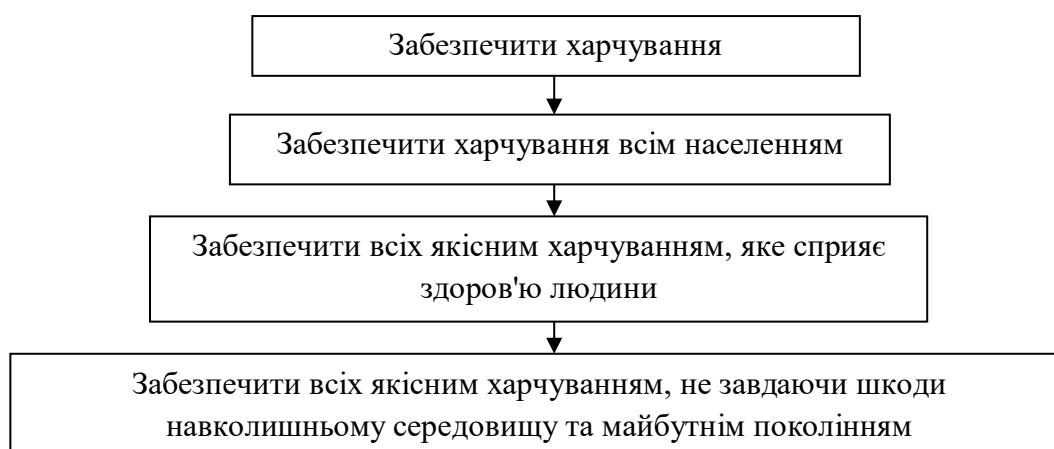 Забезпечити харчування
Забезпечити харчування всім населенням
Забезпечити всіх якісним харчуванням, яке сприяє
здоров'ю людини
Забезпечити всіх якісним харчуванням, не завдаючи шкоди
навколишньому середовищу та майбутнім поколінням